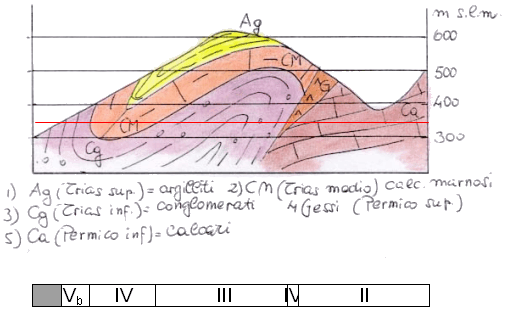 m s.l.m.
Ag
600
CM
500
G
400
Ca
CM
300
Cg
1) Ag (Trias sup.) = argilliti 2) CM (Trias medio) calc. marnosi
3) Cg (Trias inf.) = conglomerati 4 Gessi (Permico sup.)
5) Ca (Permico inf) = calcari
Vb IV III IV II